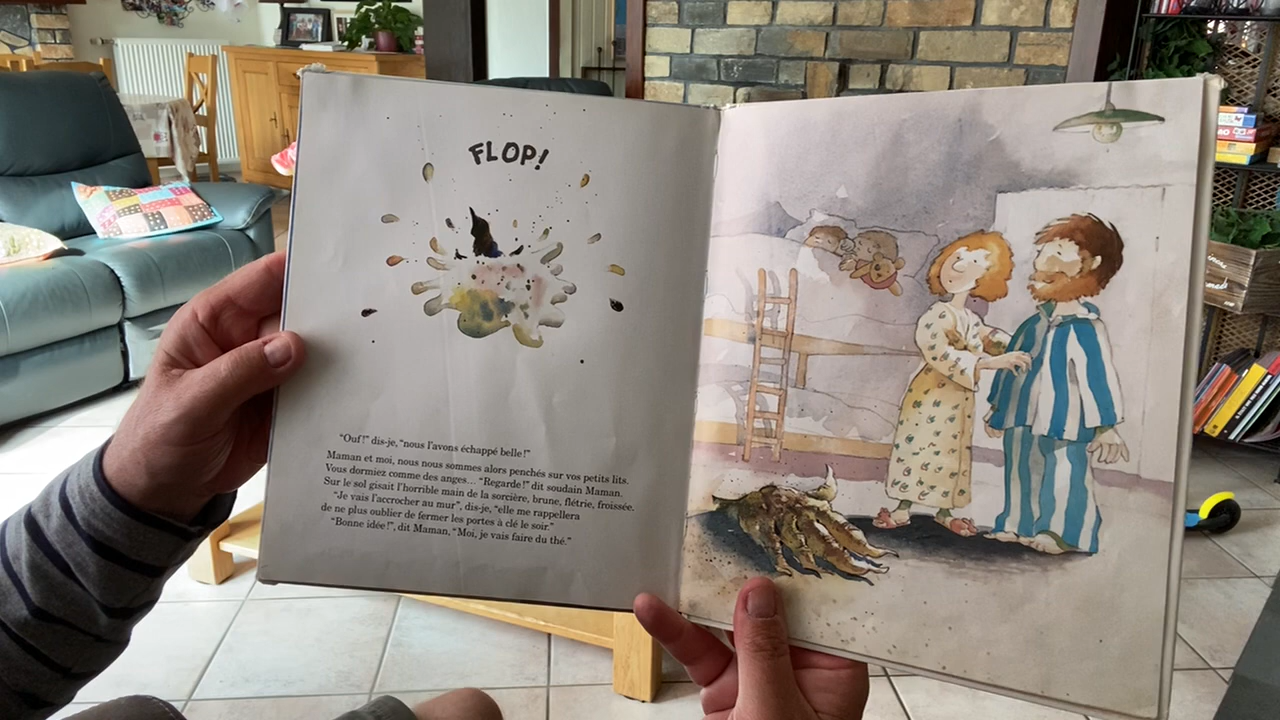 FLOP!
"Ouf!" dis-je, "nous l'avons échappé belle!"
Maman et moi, nous nous sommes alors penchés sur vos petits lits.
Vous dormiez comme des anges... "Regarde!" dit soudain Maman.
Sur le sol gisait l'horrible main de la sorcière, brune, flétrie, froissée.
"Je vais l'accrocher au mur", dis-je, "elle me rappellera
de ne plus oublier de fermer les portes à clé le soir."
"Bonne idée!", dit Maman, "Moi, je vais faire du thé."